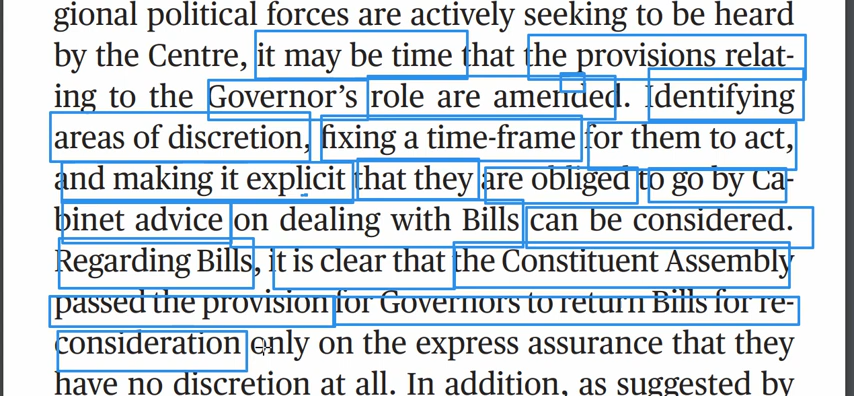 gional political forces are actively seeking to be heard
by the Centre, it may be time that the provisions relat-
ing to the Governor’s role are amended. Identifying
areas of discretion, fixing a time-frame for them to act,
and making it explicit that they are obliged to go by Ca-
binet advice on dealing with Bills can be considered.
Regarding Bills, it is clear that the Constituent Assembly
passed the provision for Governors to return Bills for re-
consideration only on the express assurance that they
have no discretion at all. In addition, as suggested by